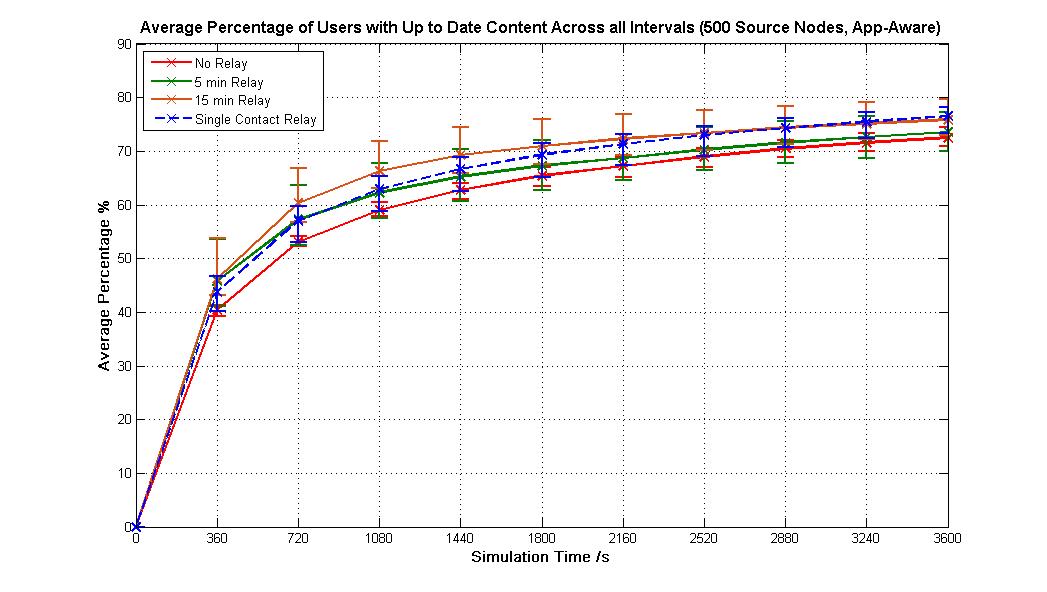 Average Percentage of Users with Up to Date Content Across all Intervals (500 Source Nodes, App-Aware)
90
80
70
60
50
40
30
20
10
0
No Relay
5 min Relay
15 min Relay
Single Contact Relay
Average Percentage %
0 360 720 1080 1440 1800 2160 2520 2880 3240 3600
Simulation Time /s